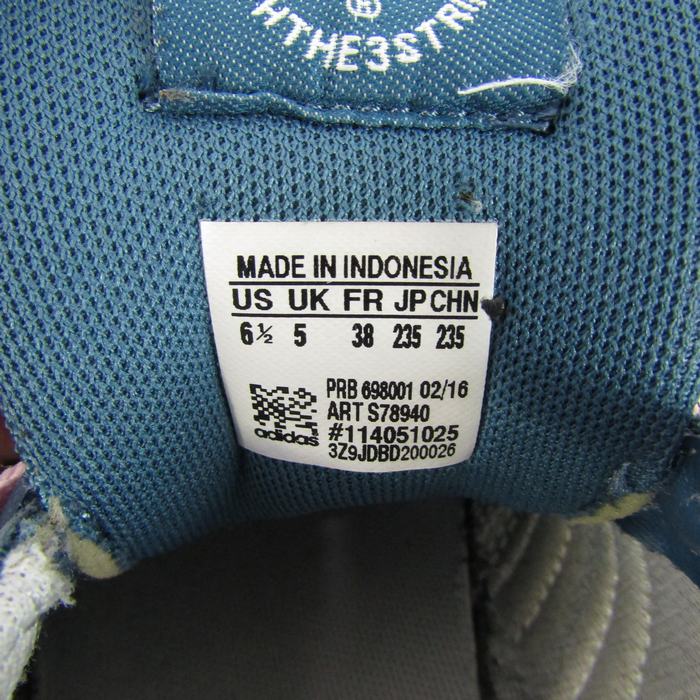 HTHE3STRI
MADE IN INDONESIA
US UK FR JP CHN
6½ 5 38 235 235
PRB 698001 02/16
ART S78940
#114051025
adidas
3Z9JDBD200026